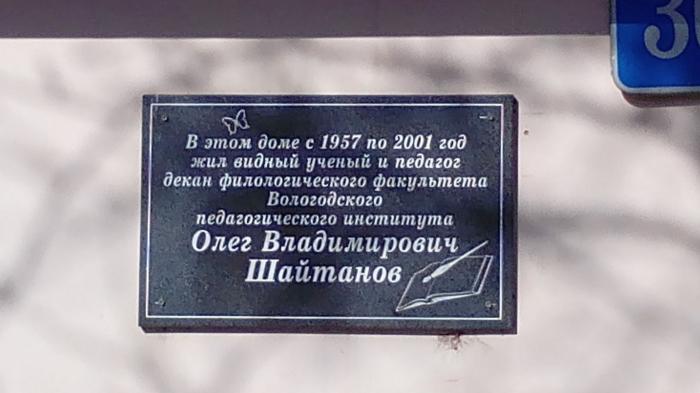 В этом доме с 1957 по 2001 год
жил видный ученый и педагог
декан филологического факультета
Вологодского
педагогического института
Олег Владимирович
Шайтанов